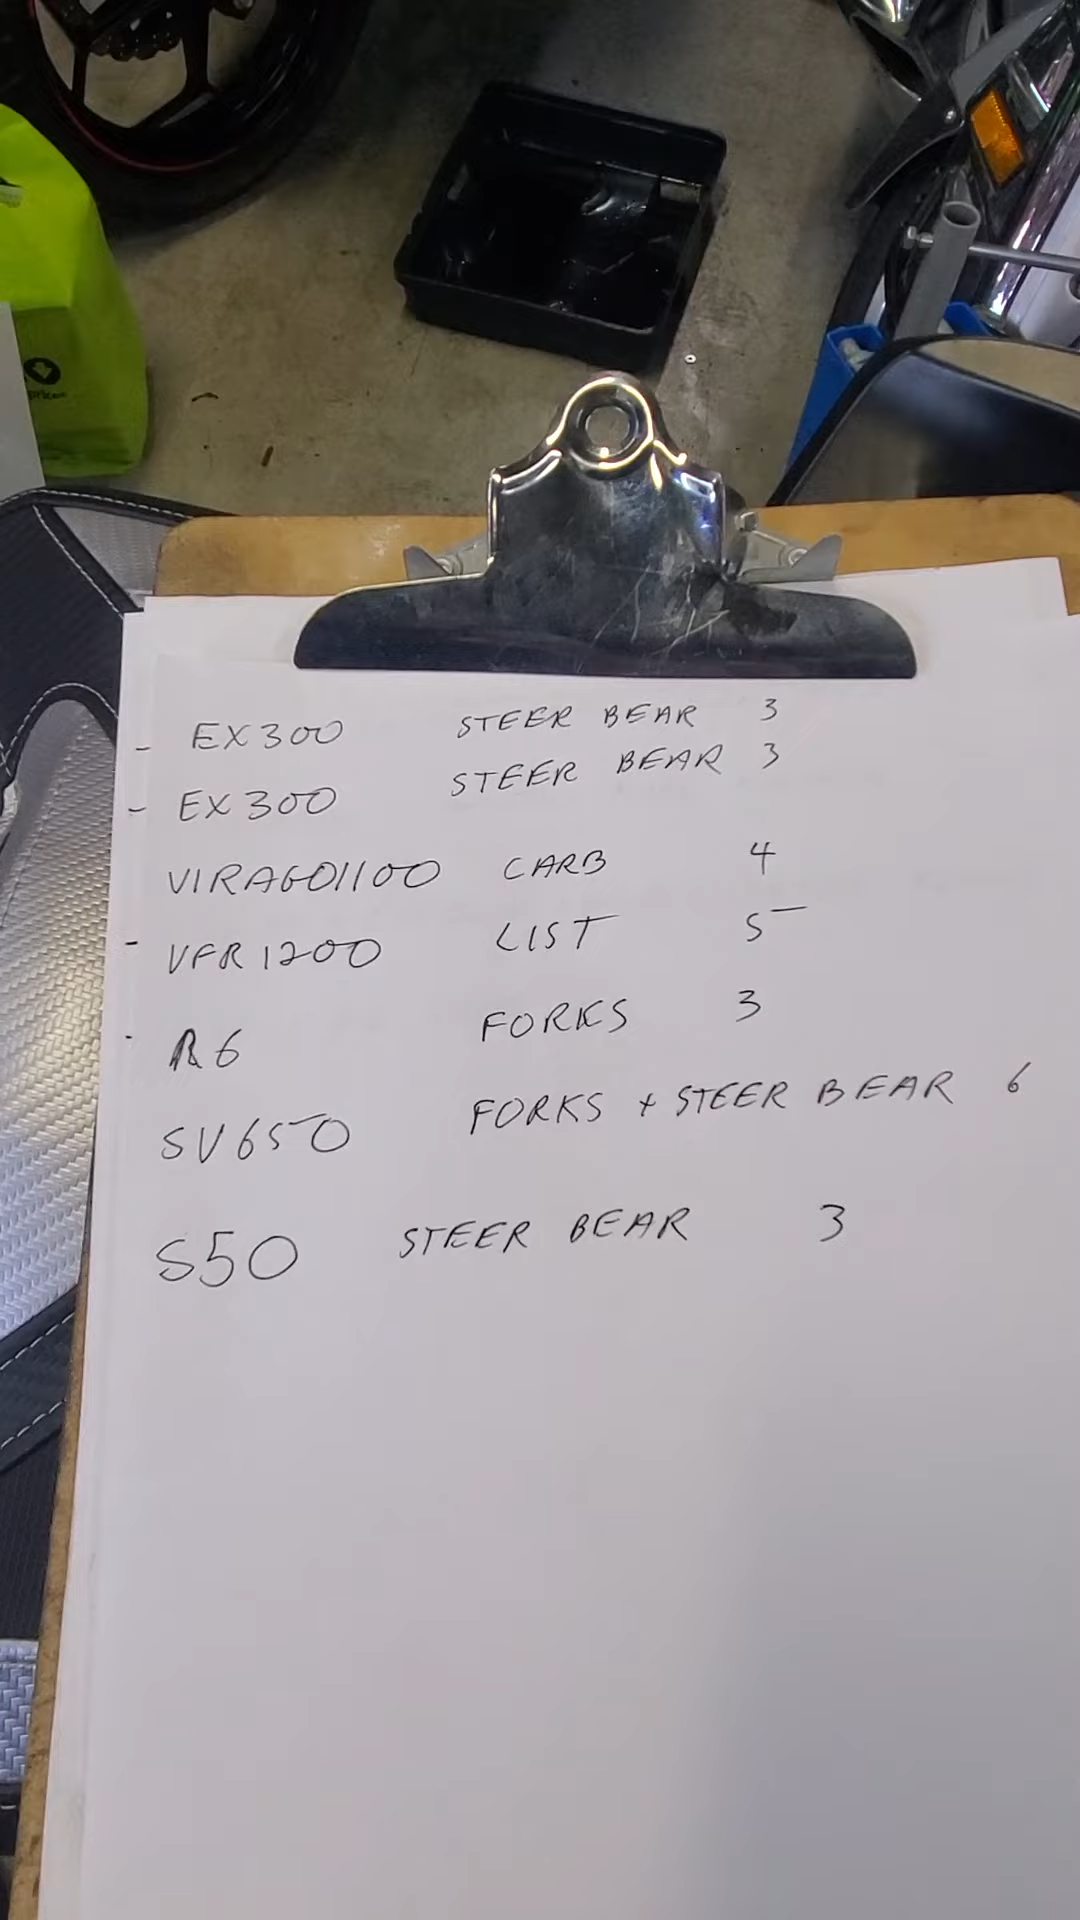 - EX300 STEER BEAR 3
- EX300 STEER BEAR 3
VIRAGO1100 CARB 4
- VFR1200 LIST 5
- R6 FORKS 3
SV650 FORKS + STEER BEAR 6
S50 STEER BEAR 3